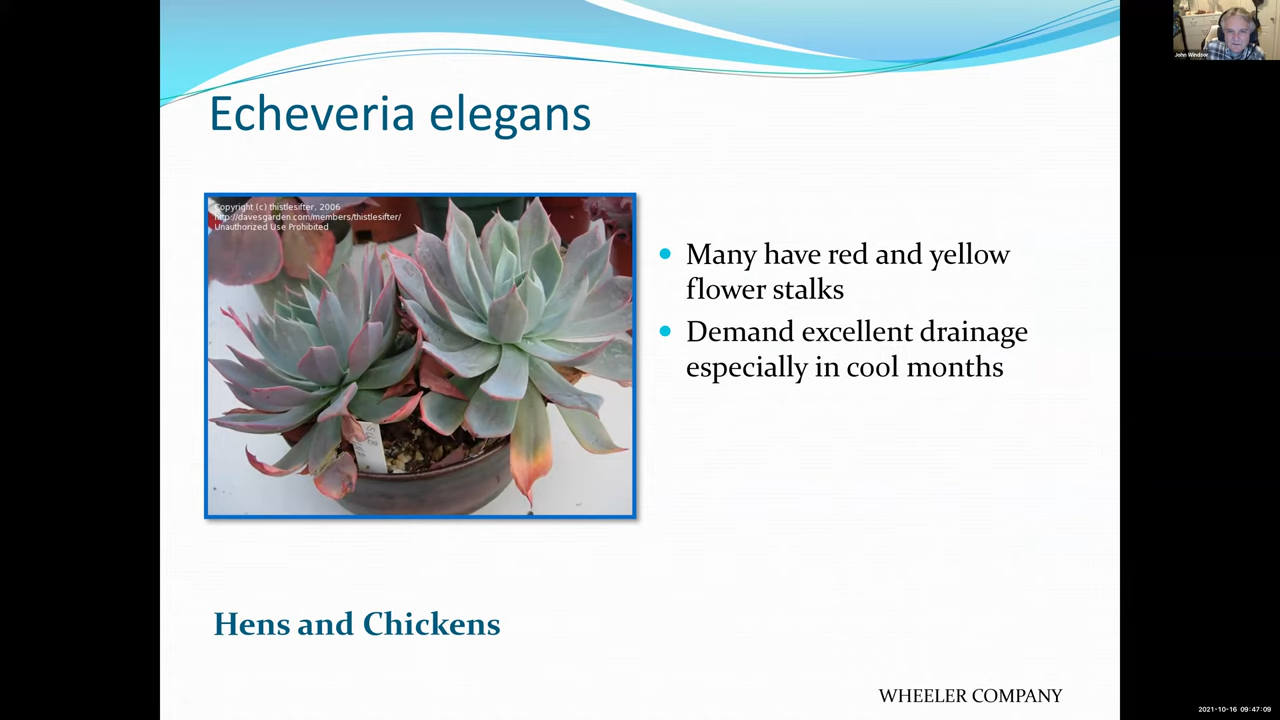 John Windsor
Echeveria elegans
Copyright (c) thistlesifter, 2006
http://davesgarden.com/members/thistlesifter/
Unauthorized Use Prohibited
Many have red and yellow
flower stalks
Demand excellent drainage
especially in cool months
Hens and Chickens
WHEELER COMPANY
2021-10-16 09:47:09